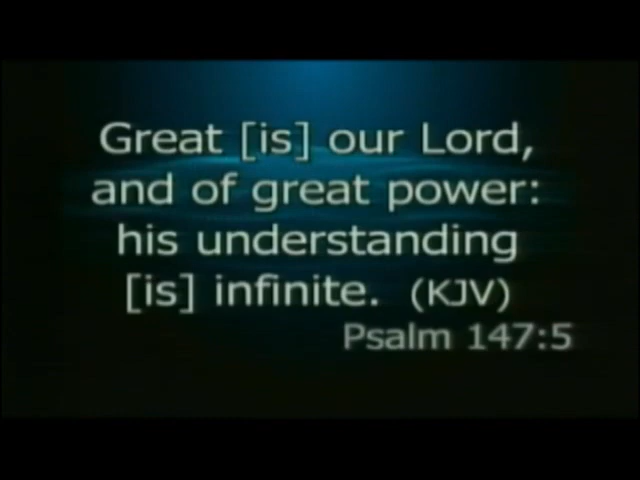 Great [is] our Lord,
and of great power:
his understanding
[is] infinite. (KJV)
Psalm 147:5